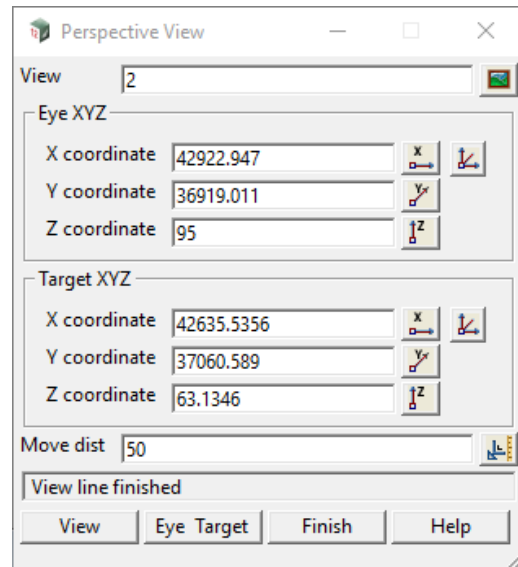 Perspective View
View 2
Eye XYZ
X coordinate 42922.947 X
Y coordinate 36919.011 Y
Z coordinate 95 Z
Target XYZ
X coordinate 42635.5356 X
Y coordinate 37060.589 Y
Z coordinate 63.1346 Z
Move dist 50
View line finished
View Eye Target Finish Help